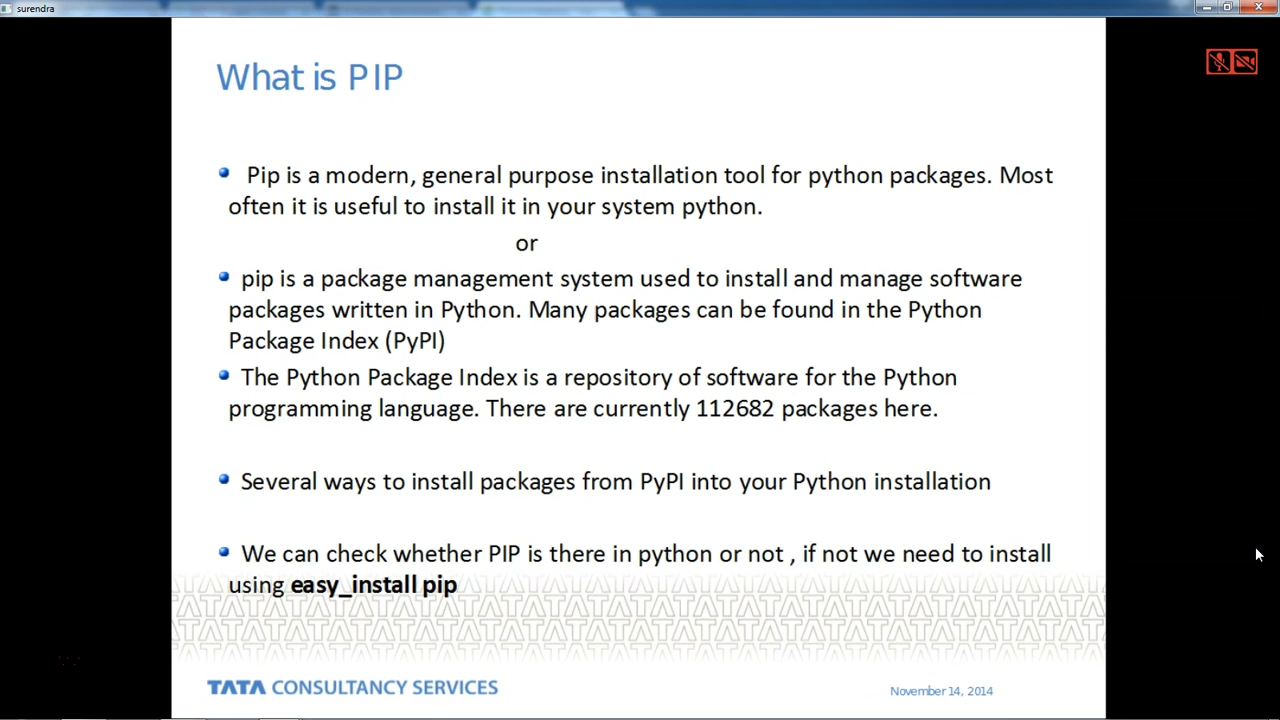 surendra
What is PIP
Pip is a modern, general purpose installation tool for python packages. Most
often it is useful to install it in your system python.
or
pip is a package management system used to install and manage software
packages written in Python. Many packages can be found in the Python
Package Index (PyPI)
The Python Package Index is a repository of software for the Python
programming language. There are currently 112682 packages here.
Several ways to install packages from PyPI into your Python installation
We can check whether PIP is there in python or not , if not we need to install
using easy_install pip
TATA CONSULTANCY SERVICES
November 14, 2014